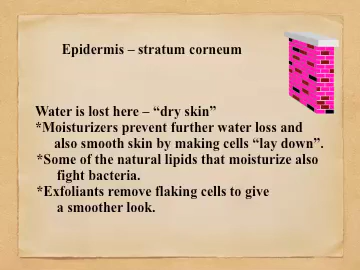 Epidermis – stratum corneum
Water is lost here – “dry skin”
*Moisturizers prevent further water loss and
also smooth skin by making cells “lay down”.
*Some of the natural lipids that moisturize also
fight bacteria.
*Exfoliants remove flaking cells to give
a smoother look.